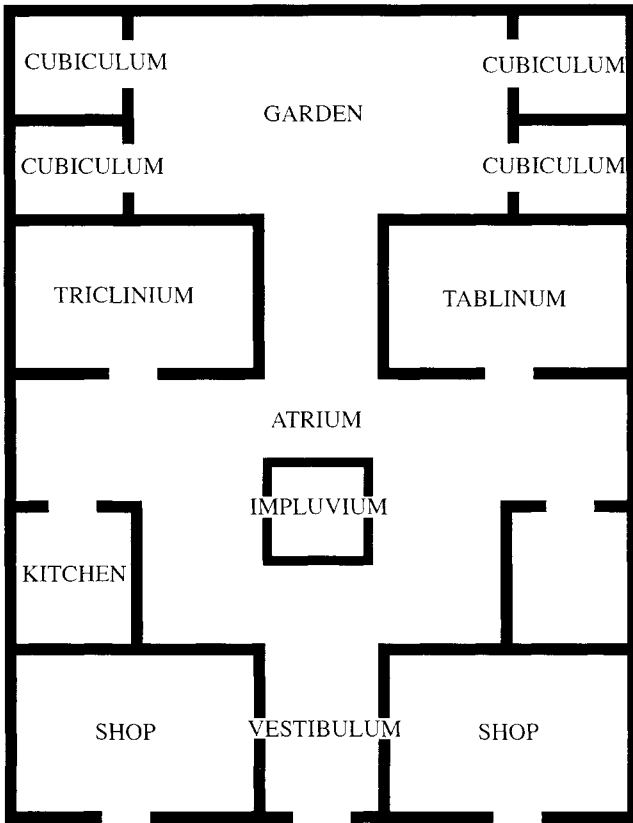 CUBICULUM
CUBICULUM
GARDEN
CUBICULUM
CUBICULUM
TRICLINIUM
TABLINUM
ATRIUM
IMPLUVIUM
KITCHEN
SHOP
VESTIBULUM
SHOP